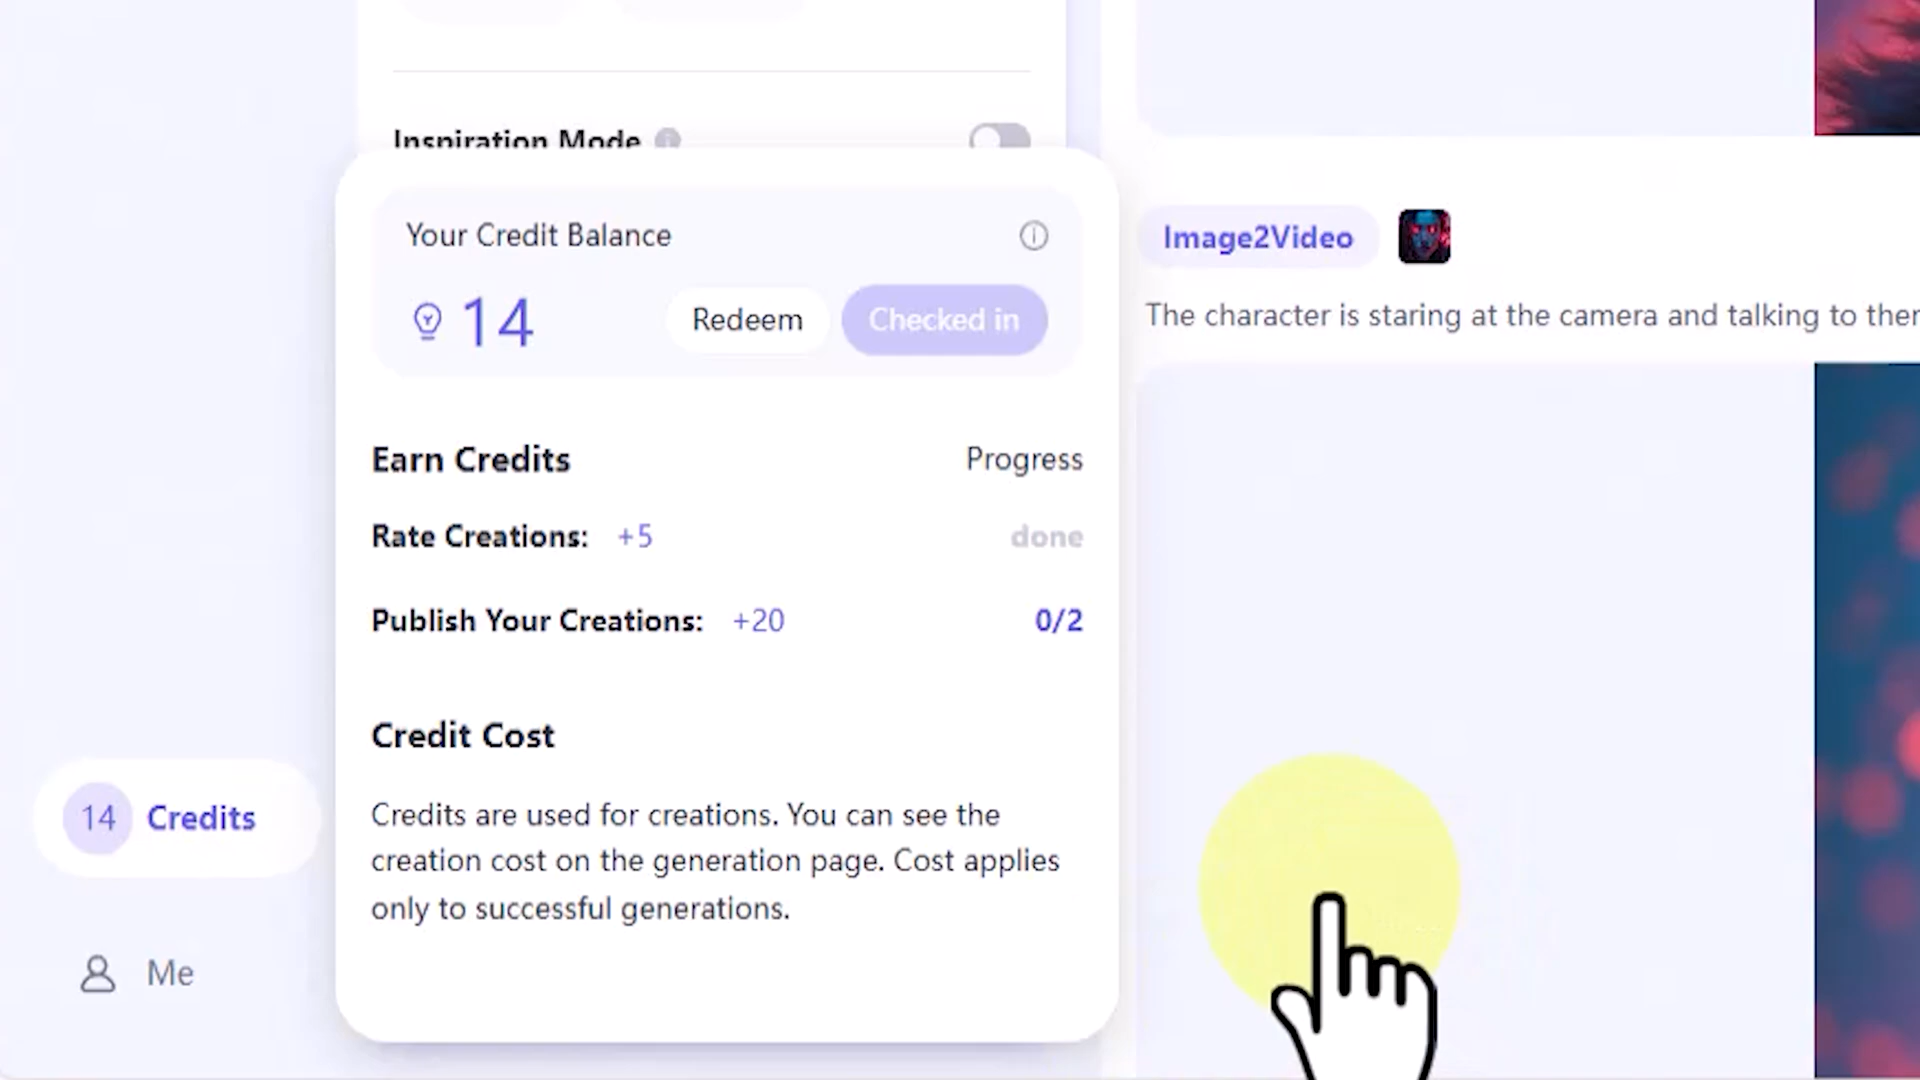 Inspiration Mode
Your Credit Balance
14 Redeem Checked in
Earn Credits Progress
Rate Creations: +5 done
Publish Your Creations: +20 0/2
Credit Cost
Credits are used for creations. You can see the
creation cost on the generation page. Cost applies
only to successful generations.
14 Credits
Me
Image2Video
The character is staring at the camera and talking to